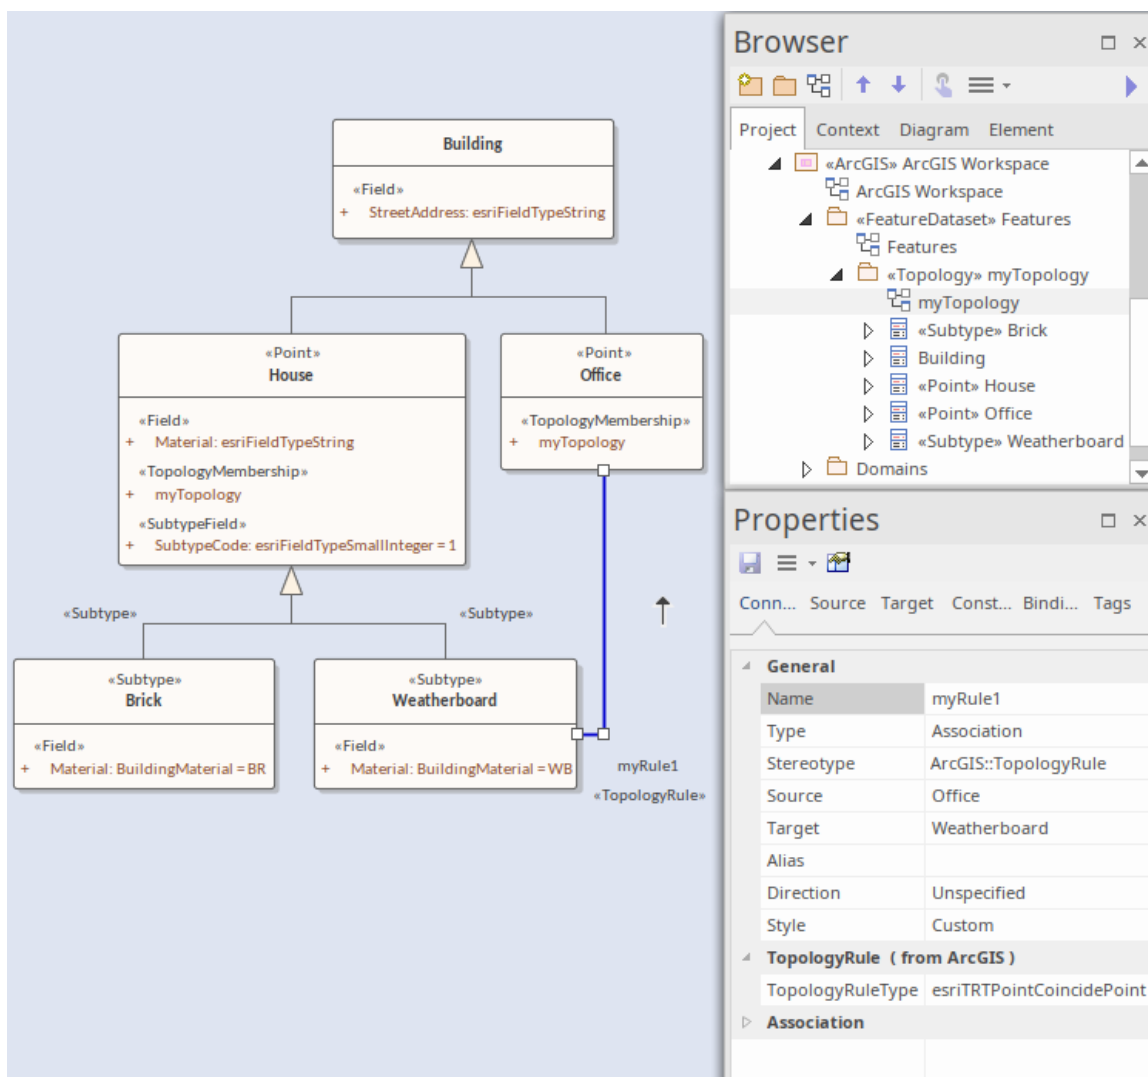 Building
«Field»
+ StreetAddress: esriFieldTypeString
«Point»
House
«Field»
+ Material: esriFieldTypeString
«TopologyMembership»
+ myTopology
«SubtypeField»
+ SubtypeCode: esriFieldTypeSmallInteger = 1
«Point»
Office
«TopologyMembership»
+ myTopology
«Subtype»
«Subtype»
«Subtype»
Brick
«Field»
+ Material: BuildingMaterial = BR
«Subtype»
Weatherboard
«Field»
+ Material: BuildingMaterial = WB
myRule1
«TopologyRule»
Browser
Project Context Diagram Element
«ArcGIS» ArcGIS Workspace
ArcGIS Workspace
«FeatureDataset» Features
Features
«Topology» myTopology
myTopology
«Subtype» Brick
Building
«Point» House
«Point» Office
«Subtype» Weatherboard
Domains
Properties
Conn... Source Target Const... Bindi... Tags
General
Name myRule1
Type Association
Stereotype ArcGIS::TopologyRule
Source Office
Target Weatherboard
Alias
Direction Unspecified
Style Custom
TopologyRule ( from ArcGIS )
TopologyRuleType esriTRTPointCoincidePoint
Association